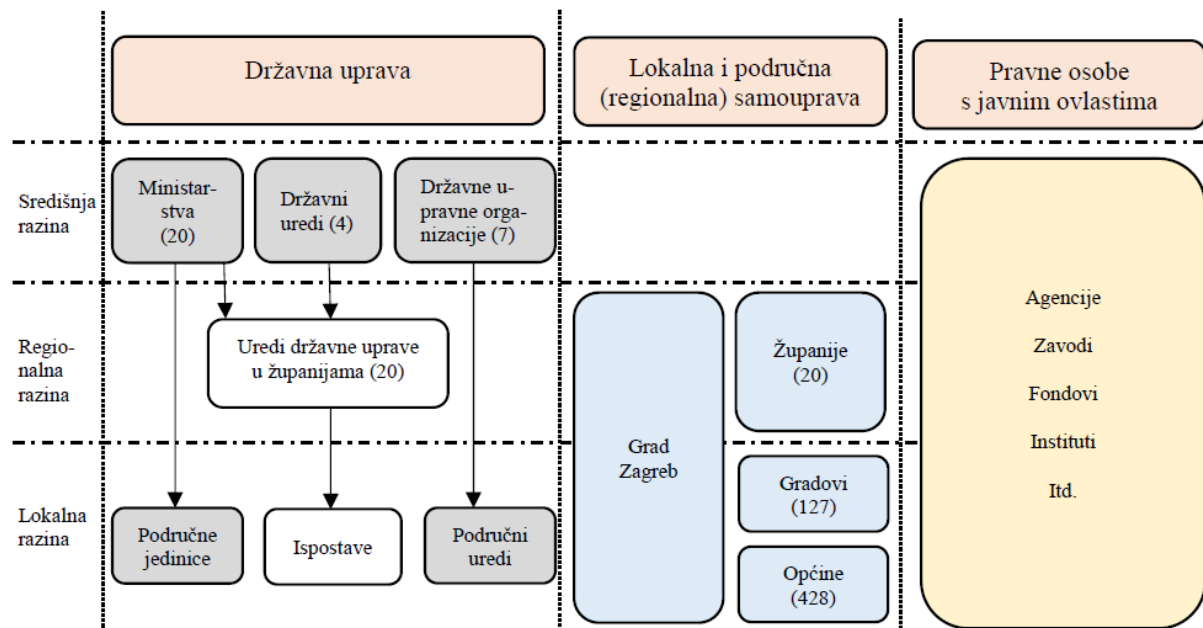 Državna uprava
Lokalna i područna
(regionalna) samouprava
Pravne osobe
s javnim ovlastima
Središnja
razina
Ministar-
stva
(20)
Državni
uredi (4)
Državne u-
pravne orga-
nizacije (7)
Regio-
nalna
razina
Uredi državne uprave
u županijama (20)
Županije
(20)
Grad
Zagreb
Agencije
Zavodi
Fondovi
Instituti
Itd.
Lokalna
razina
Područne
jedinice
Ispostave
Područni
uredi
Gradovi
(127)
Općine
(428)